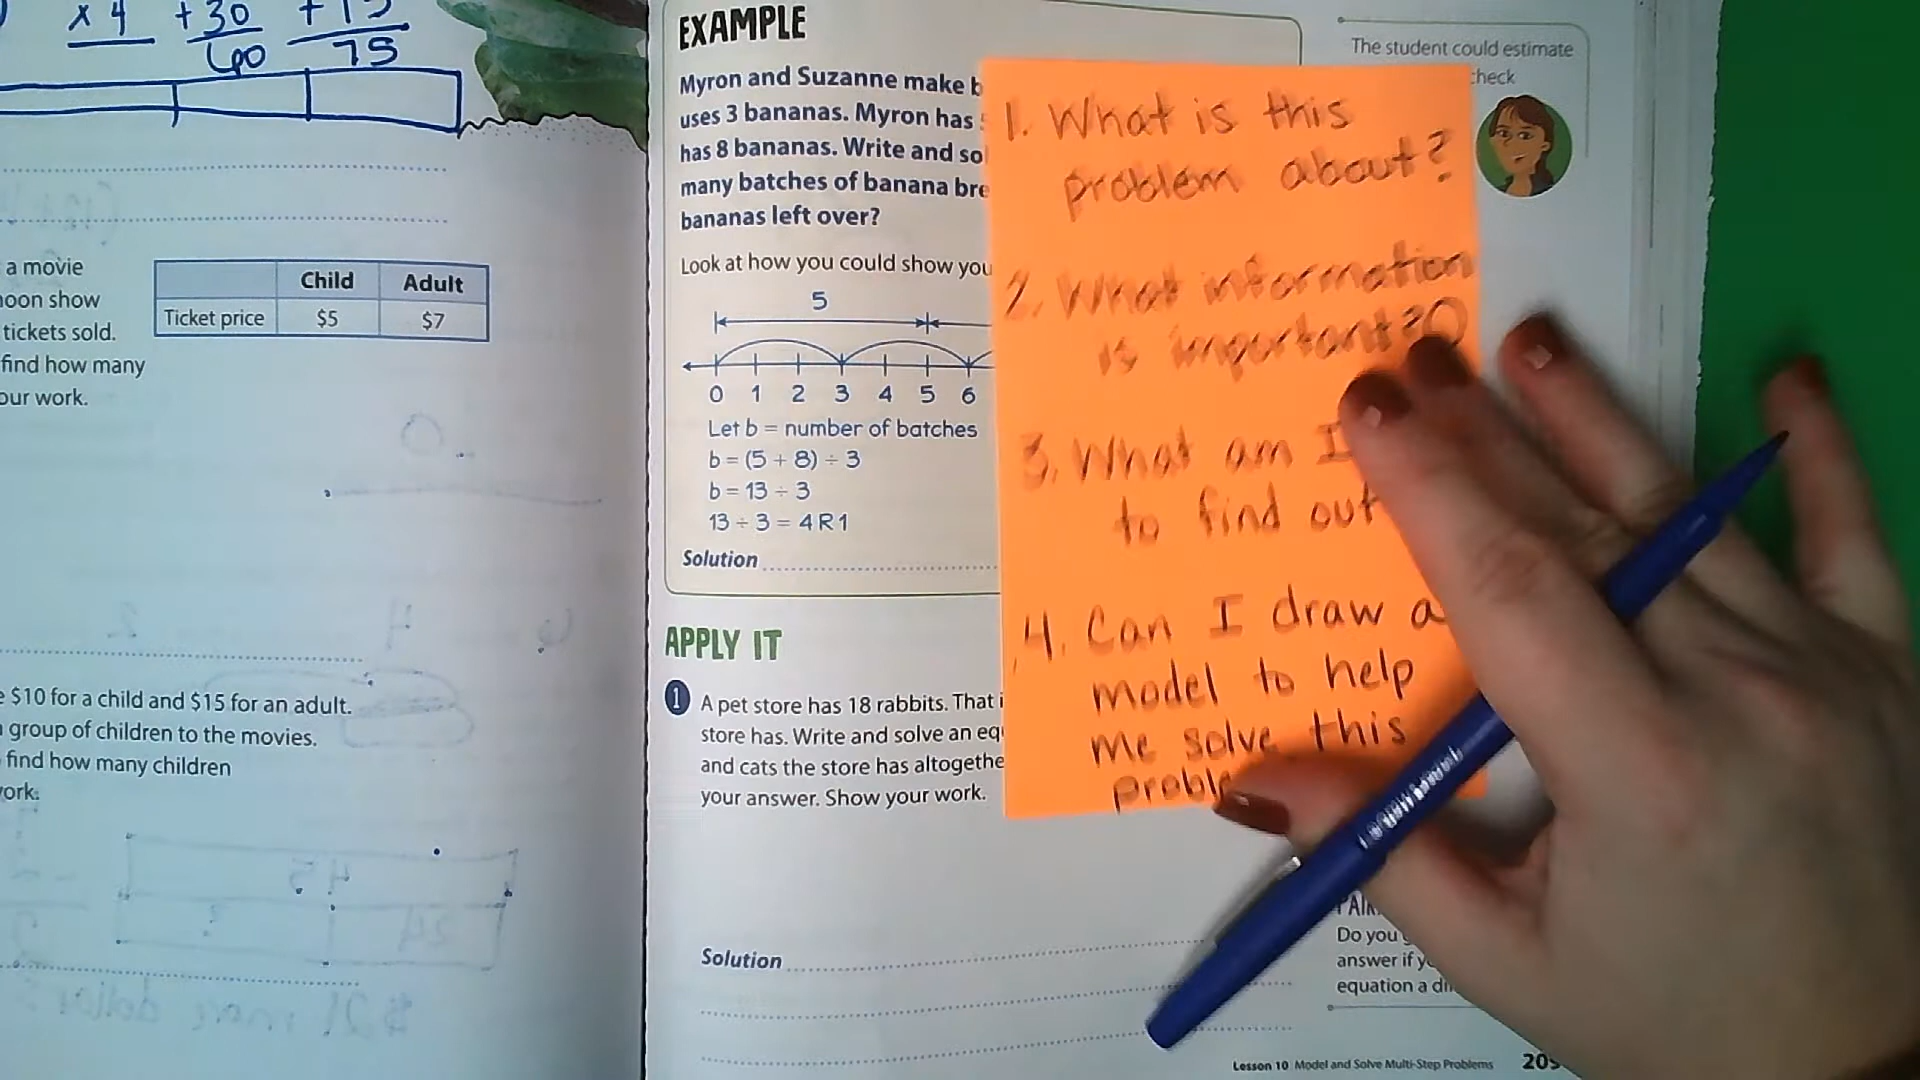 x 4 +30 +15
60 75
a movie
noon show
tickets sold.
find how many
our work.
Child Adult
Ticket price $5 $7
e $10 for a child and $15 for an adult.
a group of children to the movies.
find how many children
work.
EXAMPLE
Myron and Suzanne make b
uses 3 bananas. Myron has
has 8 bananas. Write and so
many batches of banana bre
bananas left over?
Look at how you could show you
5
0 1 2 3 4 5 6
Let b = number of batches
b = (5 + 8) ÷ 3
b = 13 ÷ 3
13 ÷ 3 = 4 R 1
Solution
APPLY IT
1 A pet store has 18 rabbits. That i
store has. Write and solve an eq
and cats the store has altogethe
your answer. Show your work.
Solution
The student could estimate
check
1. What is this
problem about?
2. What information
is important?
3. What am I
to find out
4. Can I draw a
model to help
me solve this
proble
PAIR
Do you
answer if yo
equation a di
Lesson 10 Model and Solve Multi-Step Problems 209